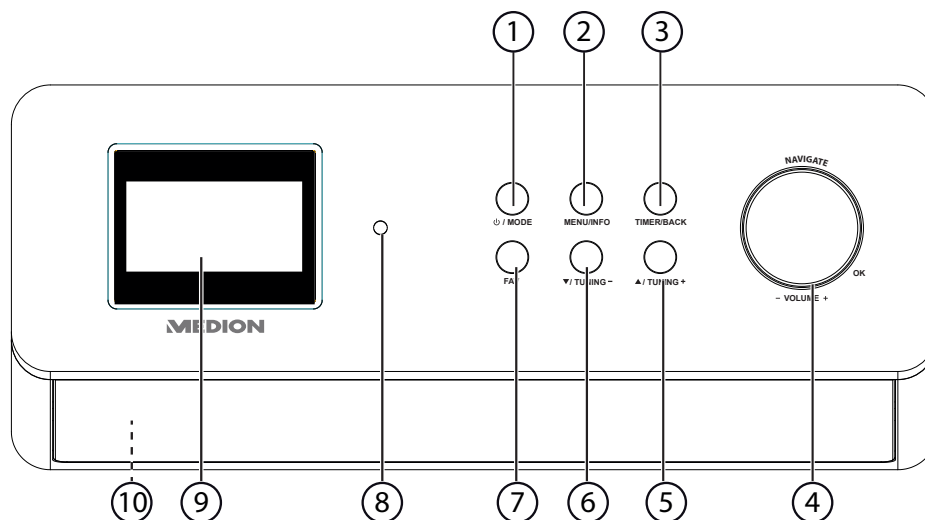 1 2 3
NAVIGATE
⏻ / MODE MENU/INFO TIMER/BACK
FAV ▼/ TUNING − ▲/ TUNING +
OK
− VOLUME +
MEDION
10 9 8 7 6 5 4